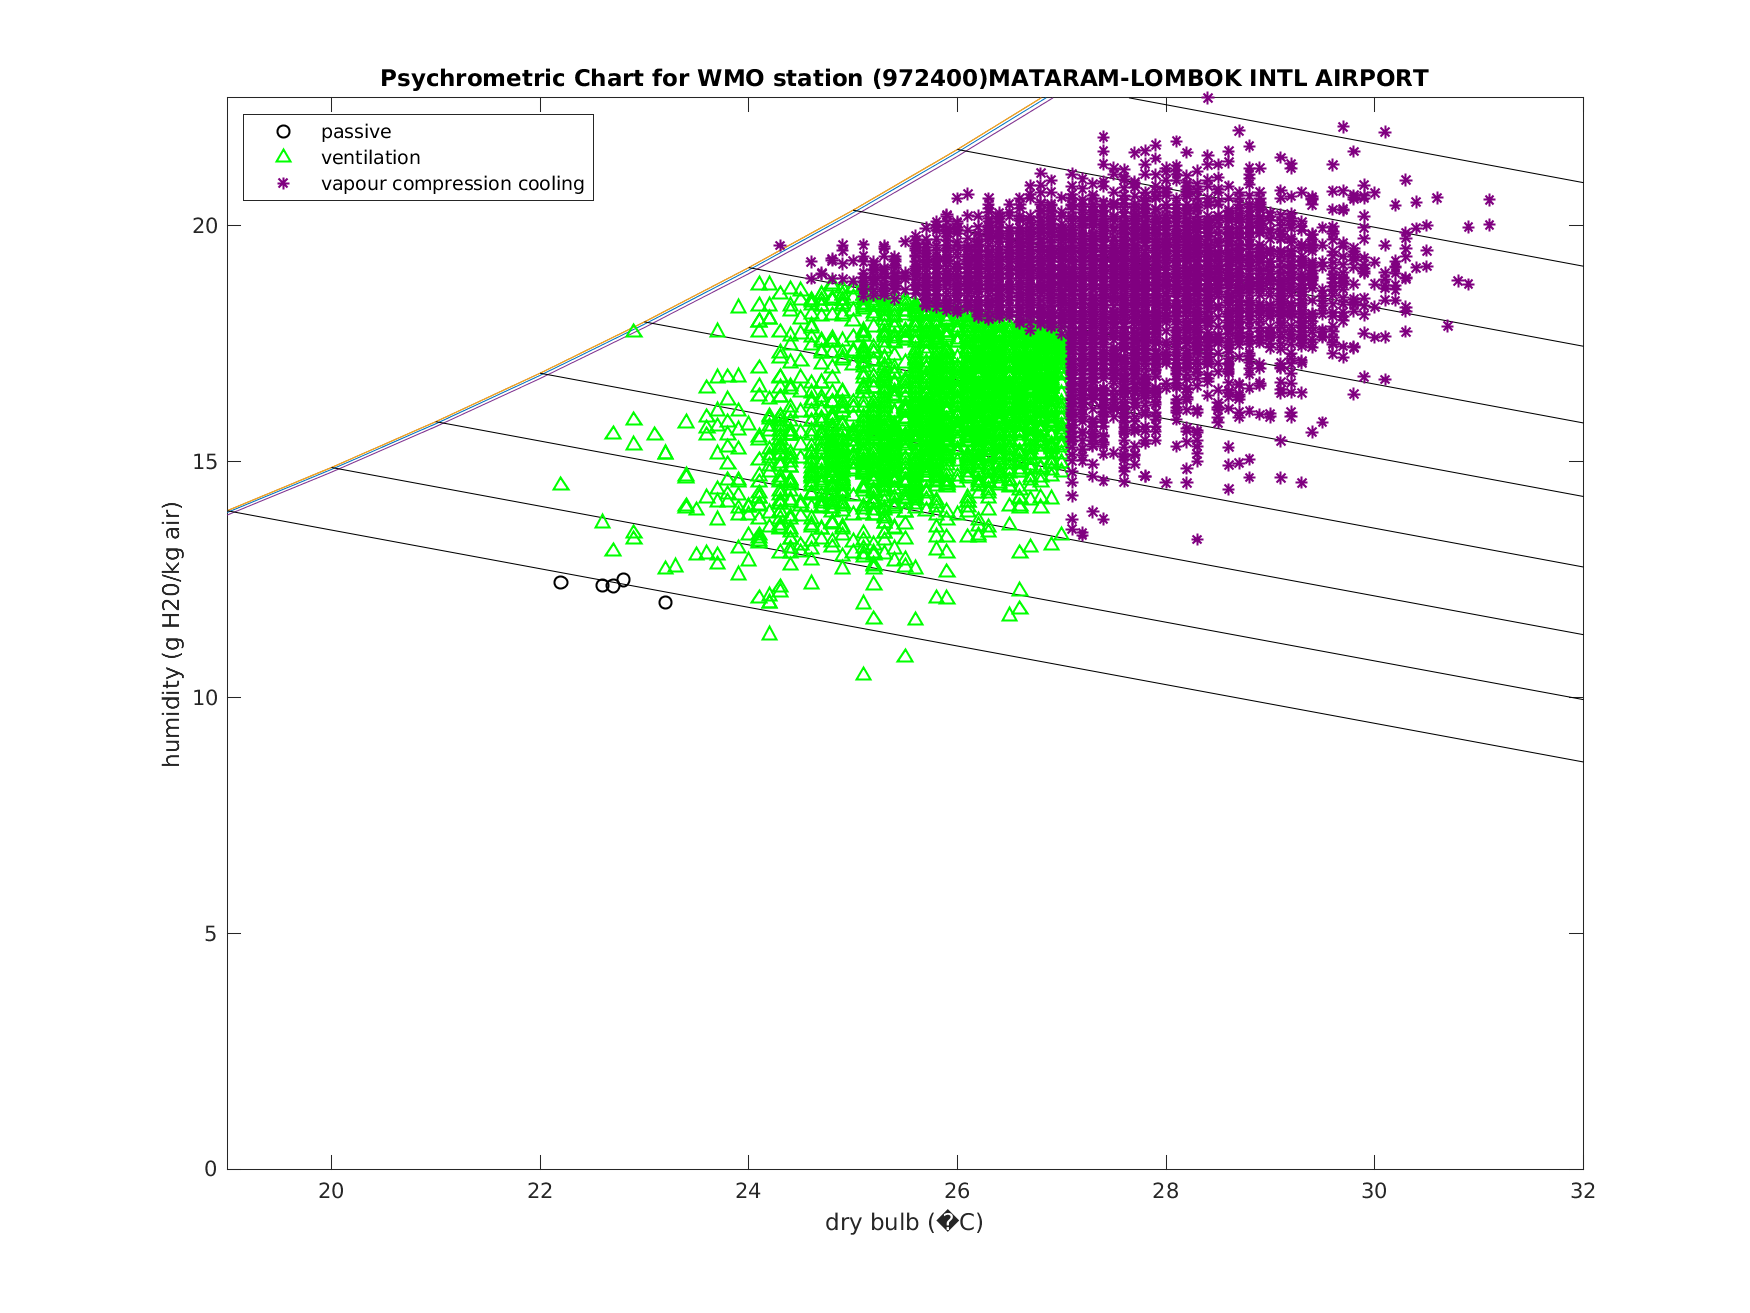 Psychrometric Chart for WMO station (972400)MATARAM-LOMBOK INTL AIRPORT
passive
ventilation
vapour compression cooling
20
15
10
5
0
humidity (g H20/kg air)
20 22 24 26 28 30 32
dry bulb (�C)